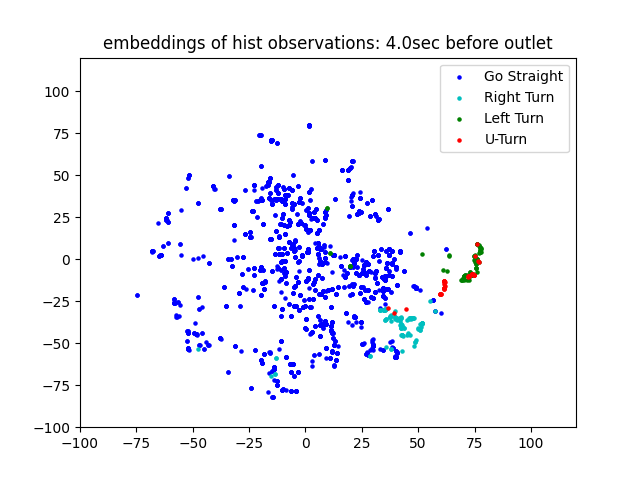 embeddings of hist observations: 4.0sec before outlet
Go Straight
Right Turn
Left Turn
U-Turn
100
75
50
25
0
−25
−50
−75
−100
−100 −75 −50 −25 0 25 50 75 100